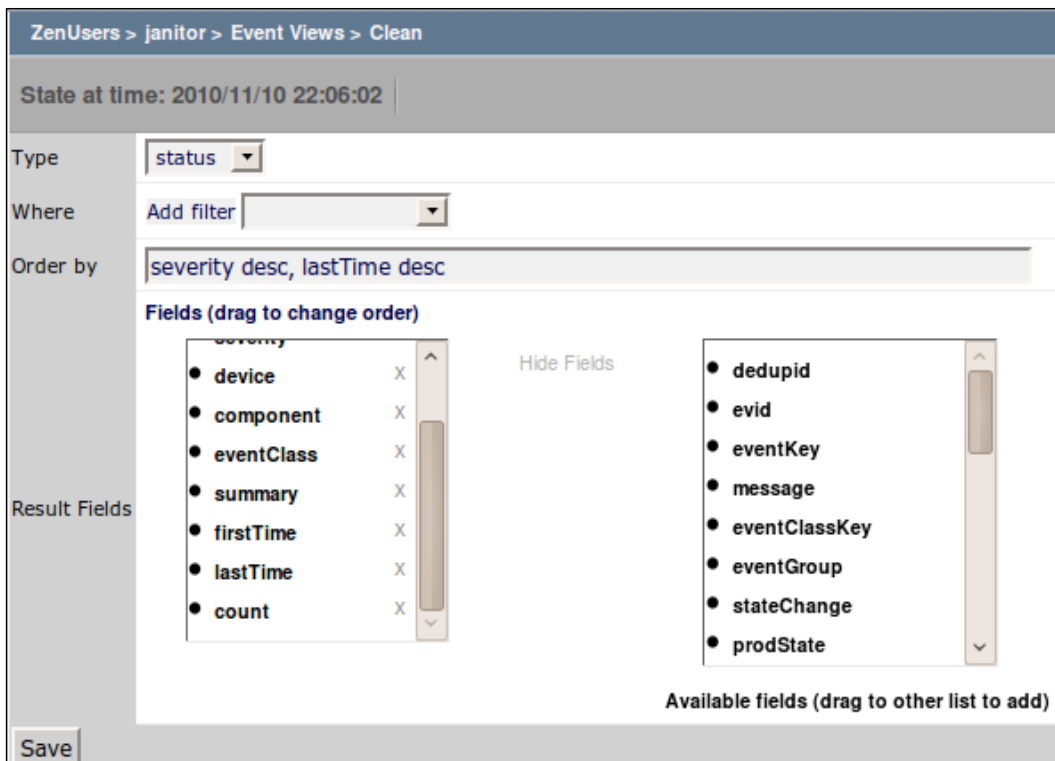 ZenUsers > janitor > Event Views > Clean
State at time: 2010/11/10 22:06:02
Type
status
Where
Add filter
Order by
severity desc, lastTime desc
Fields (drag to change order)
Result Fields
severity
device X
component X
eventClass X
summary X
firstTime X
lastTime X
count X
Hide Fields
dedupid
evid
eventKey
message
eventClassKey
eventGroup
stateChange
prodState
Available fields (drag to other list to add)
Save